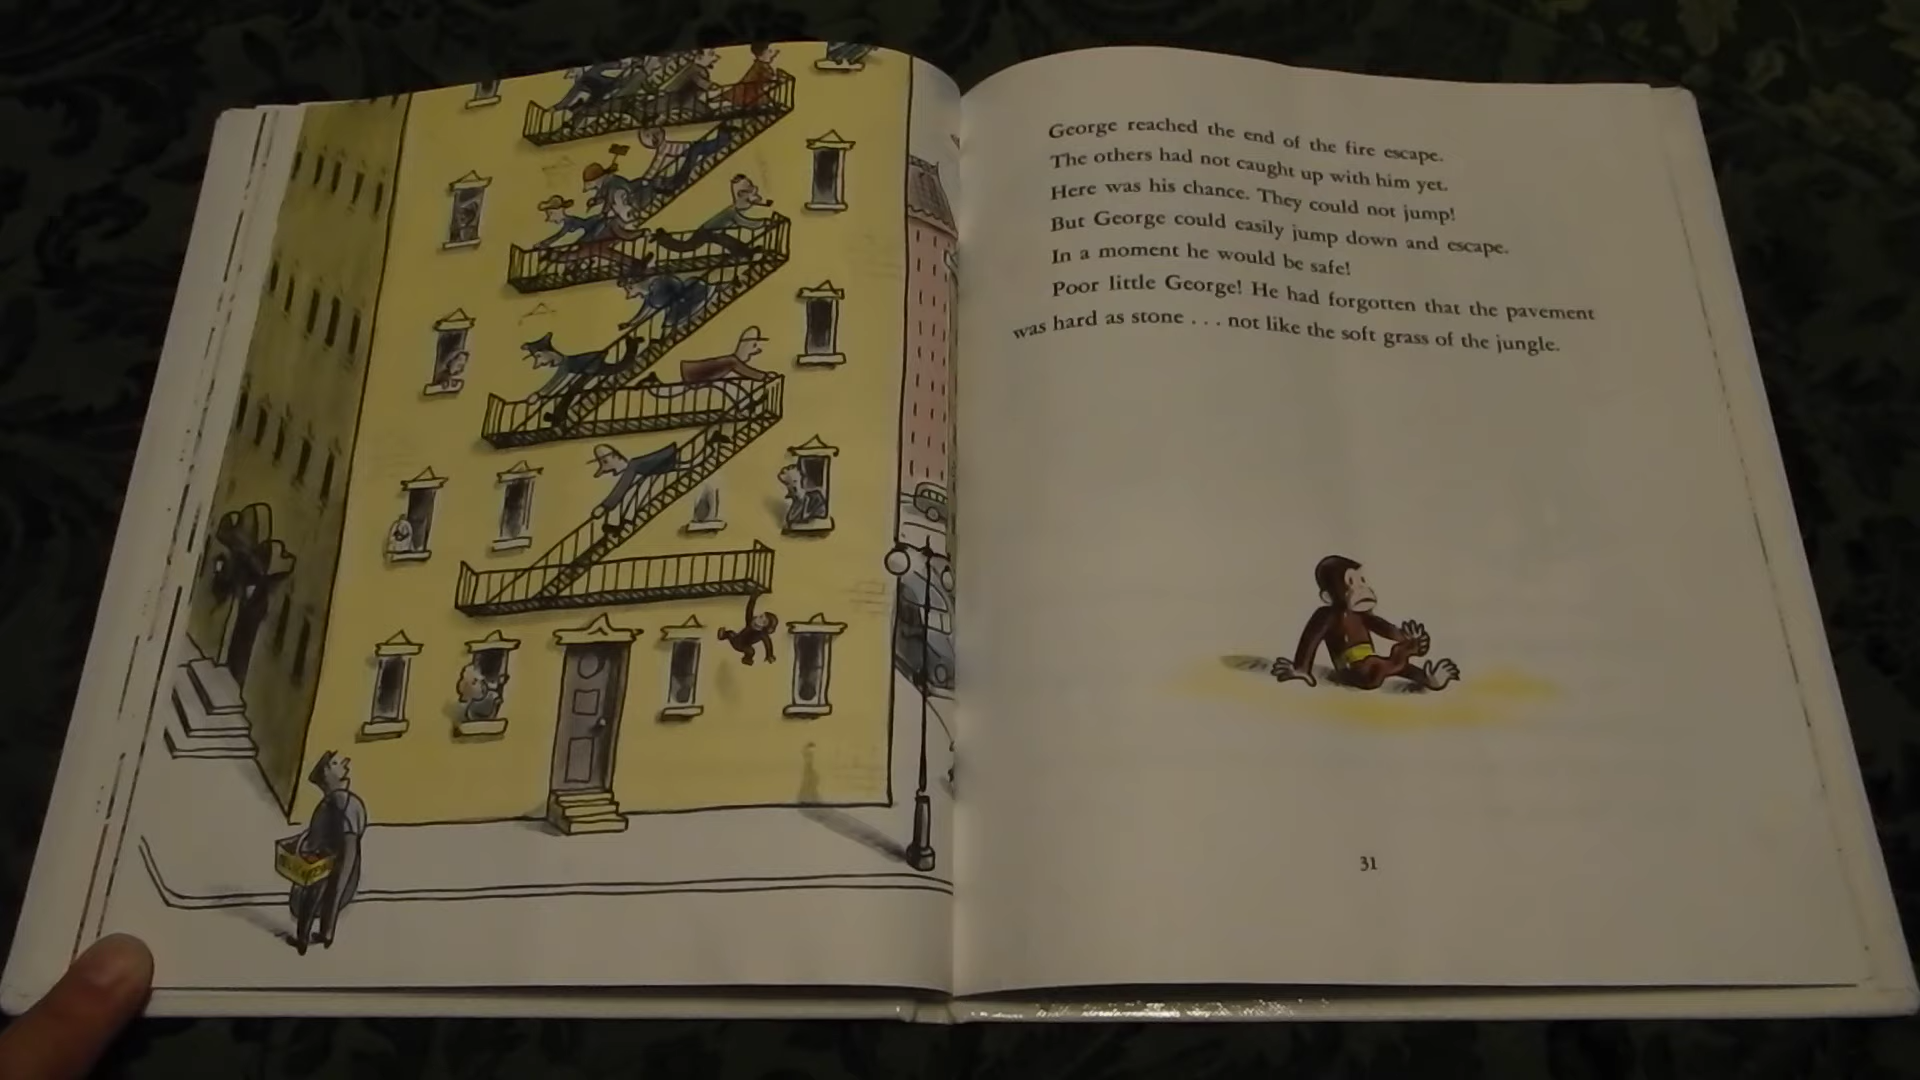 George reached the end of the fire escape.
The others had not caught up with him yet.
Here was his chance. They could not jump!
But George could easily jump down and escape.
In a moment he would be safe!
Poor little George! He had forgotten that the pavement
was hard as stone . . . not like the soft grass of the jungle.
31